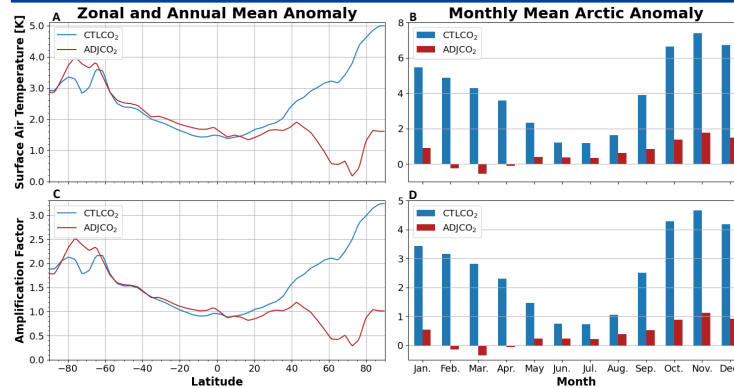 Zonal and Annual Mean Anomaly
Monthly Mean Arctic Anomaly
A
CTLCO₂
ADJCO₂
Surface Air Temperature [K]
5.0
4.0
3.0
2.0
1.0
0.0
B
CTLCO₂
ADJCO₂
8
6
4
2
0
C
CTLCO₂
ADJCO₂
Amplification Factor
3.0
2.5
2.0
1.5
1.0
0.5
0.0
−80 −60 −40 −20 0 20 40 60 80
Latitude
D
CTLCO₂
ADJCO₂
5
4
3
2
1
0
Jan. Feb. Mar. Apr. May Jun. Jul. Aug. Sep. Oct. Nov. Dec
Month